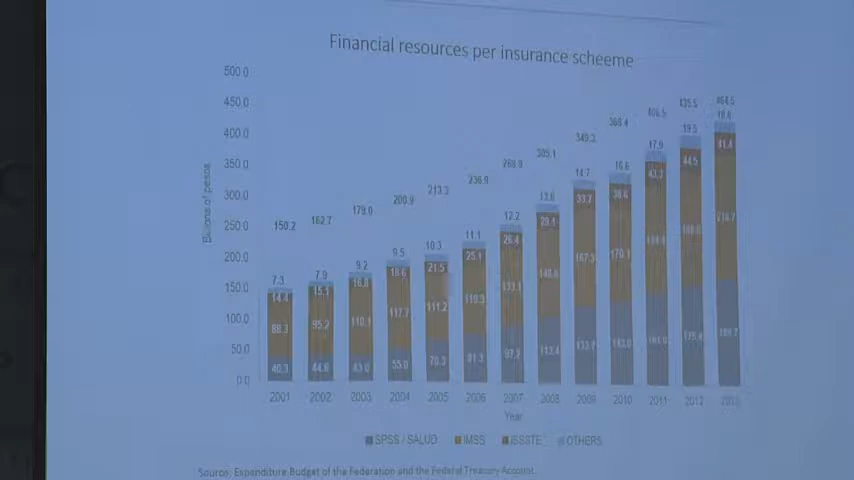 Financial resources per insurance scheeme
500.0
450.0
400.0
350.0
300.0
250.0
200.0
150.0
100.0
50.0
0.0
Billions of pesos
150.2 162.7 179.0 200.9 213.3 236.9 268.9 305.1 349.3 368.4 406.5 435.5 464.5
7.3 7.9 9.2 9.5 10.3 11.1 12.2 13.6 14.7 16.6 17.9 19.5
14.4 15.1 16.8 18.6 21.5 25.1 26.4 29.1 33.7 38.6 43.3 44.5 41.4
88.3 95.2 110.1 117.7 111.2 119.3 133.1 167.3 170.1
40.3 44.6 43.0 55.0 70.3 81.3 97.2 113.4 133.7 143.0 175.4
2001 2002 2003 2004 2005 2006 2007 2008 2009 2010 2011 2012 2013
Year
SPSS / SALUD IMSS ISSSTE OTHERS
Source: Expenditure Budget of the Federation and the Federal Treasury Account.